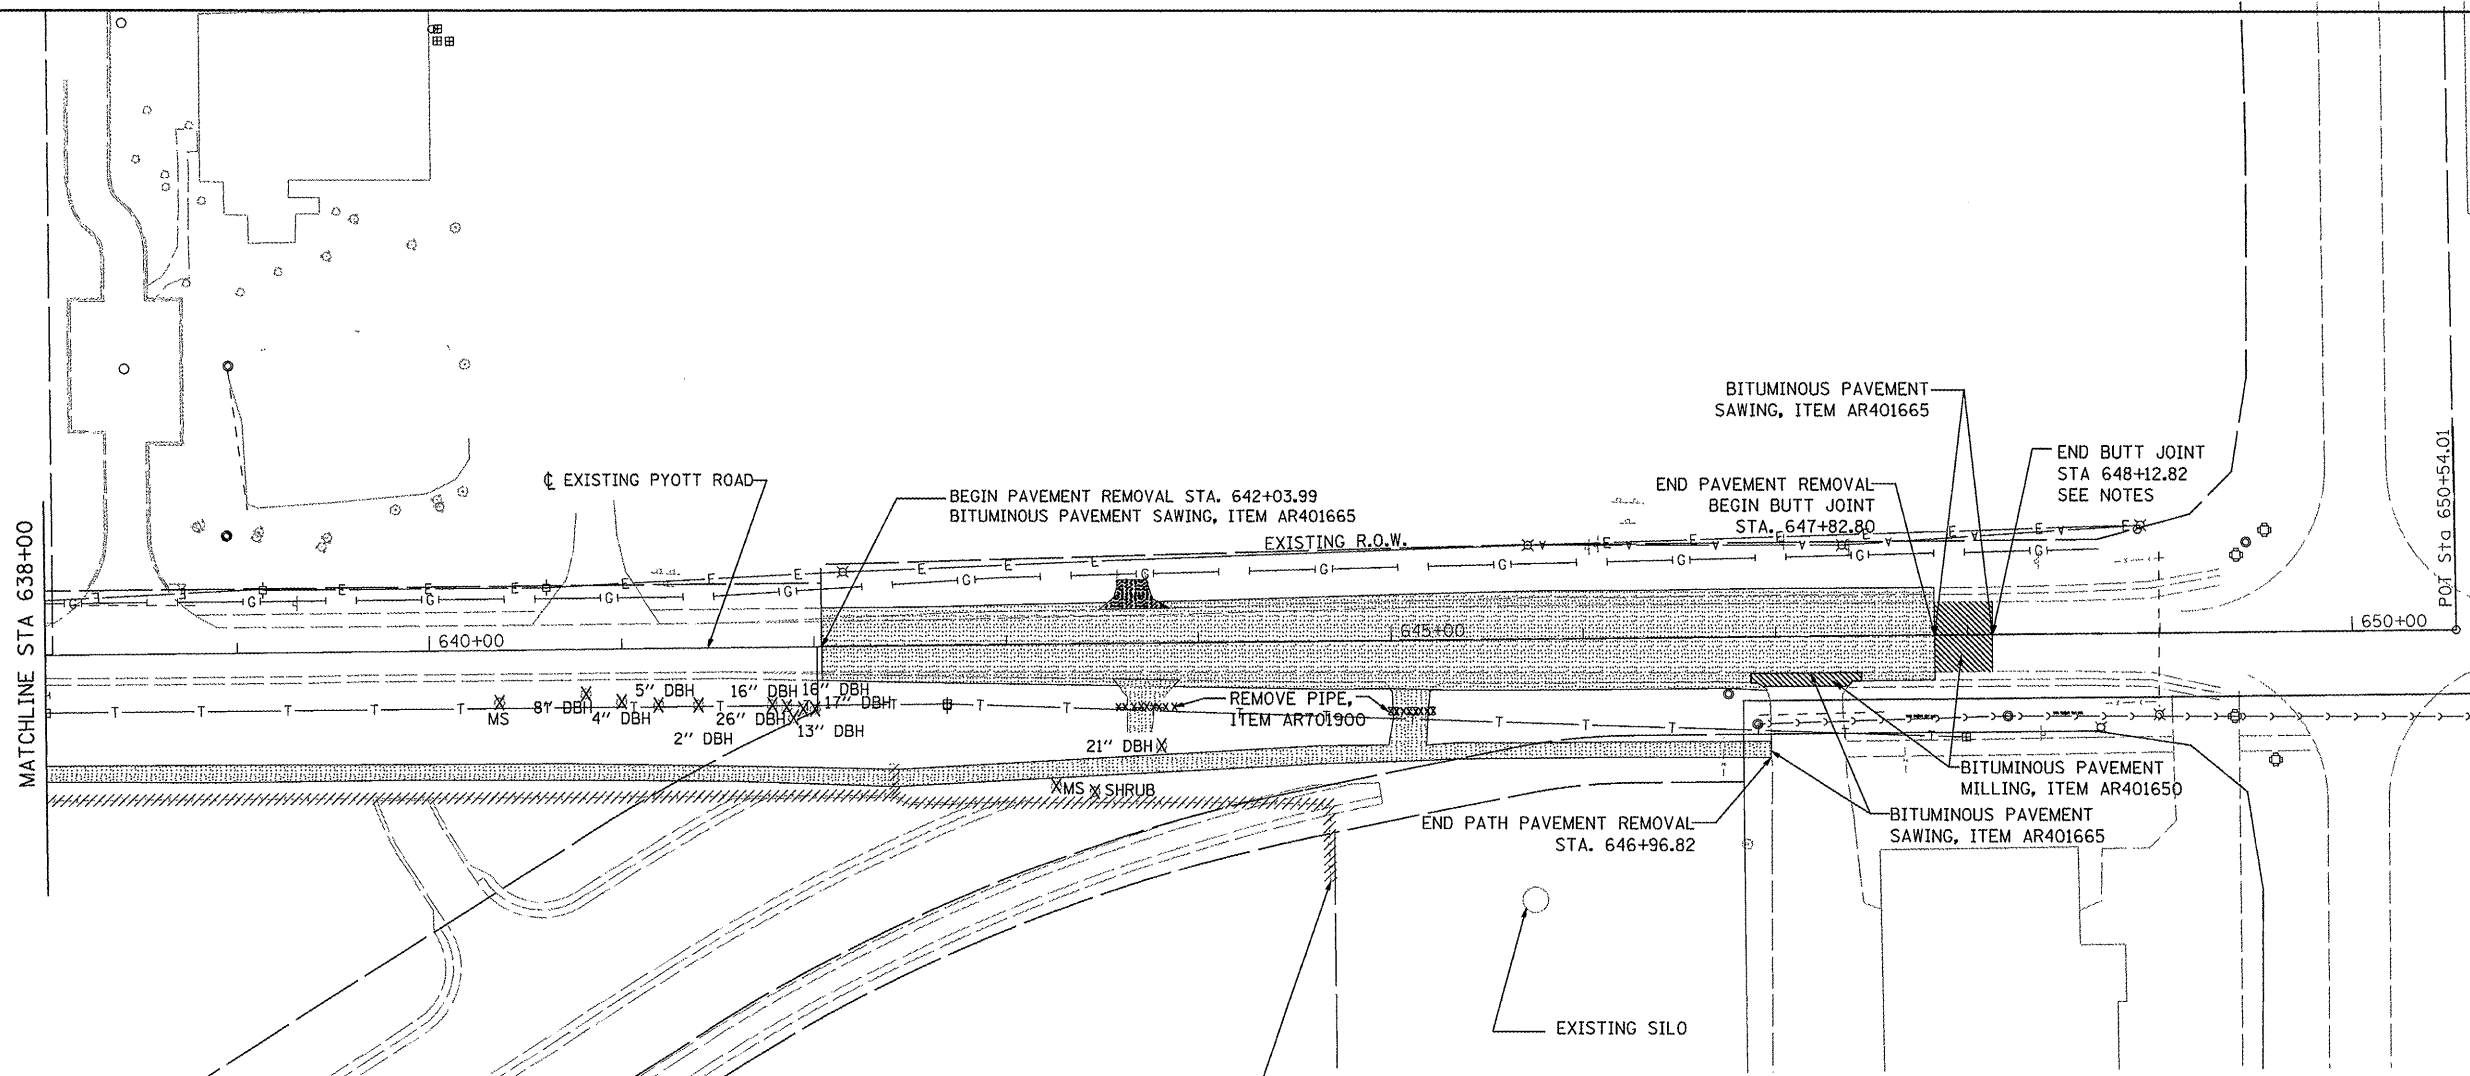 MATCHLINE STA 638+00
℄ EXISTING PYOTT ROAD
BEGIN PAVEMENT REMOVAL STA. 642+03.99
BITUMINOUS PAVEMENT SAWING, ITEM AR401665
EXISTING R.O.W.
BITUMINOUS PAVEMENT
SAWING, ITEM AR401665
END PAVEMENT REMOVAL
BEGIN BUTT JOINT
STA. 647+82.80
END BUTT JOINT
STA 648+12.82
SEE NOTES
POT Sta 650+54.01
640+00
645+00
650+00
MS
8" DBH
5" DBH
4" DBH
2" DBH
16" DBH
16" DBH
26" DBH
17" DBH
13" DBH
REMOVE PIPE,
ITEM AR701900
21" DBH
MS
SHRUB
END PATH PAVEMENT REMOVAL
STA. 646+96.82
BITUMINOUS PAVEMENT
MILLING, ITEM AR401650
BITUMINOUS PAVEMENT
SAWING, ITEM AR401665
EXISTING SILO